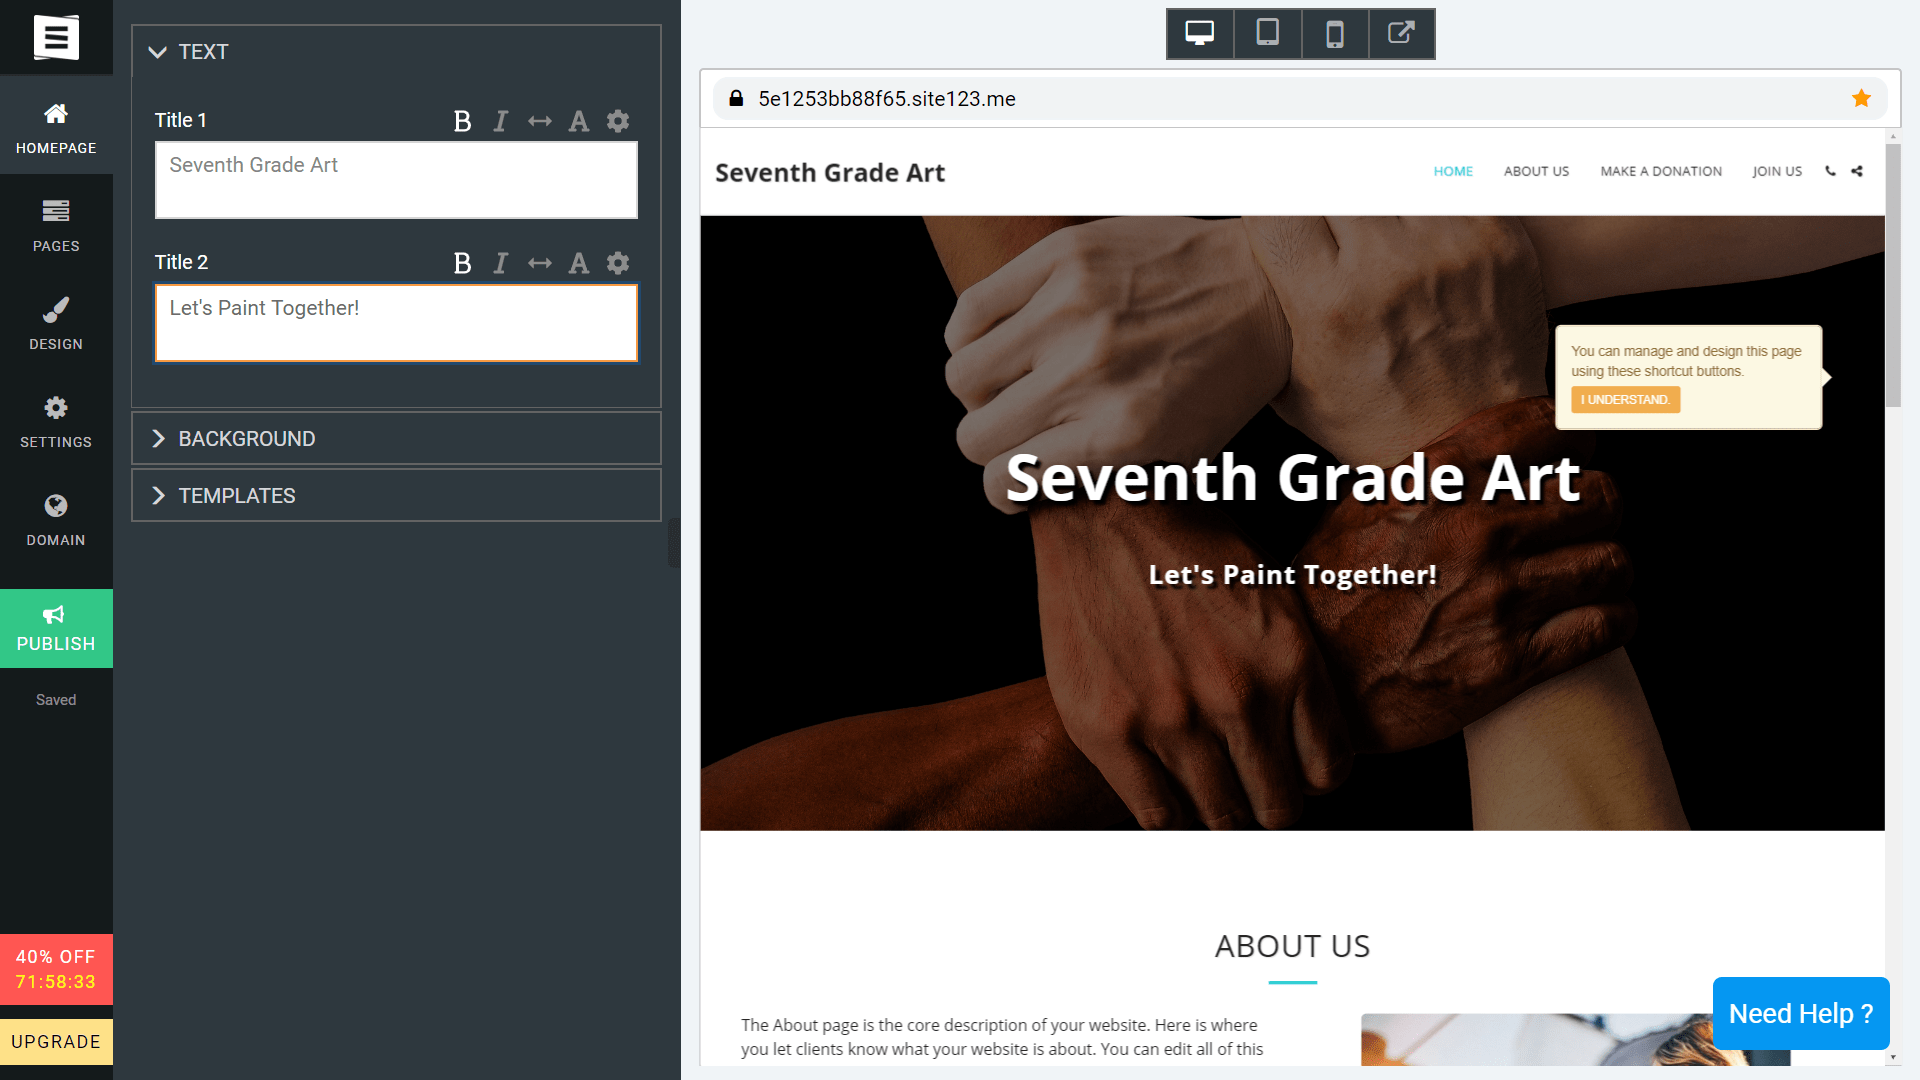 HOMEPAGE
PAGES
DESIGN
SETTINGS
DOMAIN
PUBLISH
Saved
40% OFF
71:58:33
UPGRADE
TEXT
Title 1
B I A
Seventh Grade Art
Title 2
B I A
Let's Paint Together!
BACKGROUND
TEMPLATES
5e1253bb88f65.site123.me
Seventh Grade Art
HOME ABOUT US MAKE A DONATION JOIN US
You can manage and design this page
using these shortcut buttons.
I UNDERSTAND.
Seventh Grade Art
Let's Paint Together!
ABOUT US
The About page is the core description of your website. Here is where
you let clients know what your website is about. You can edit all of this
Need Help ?